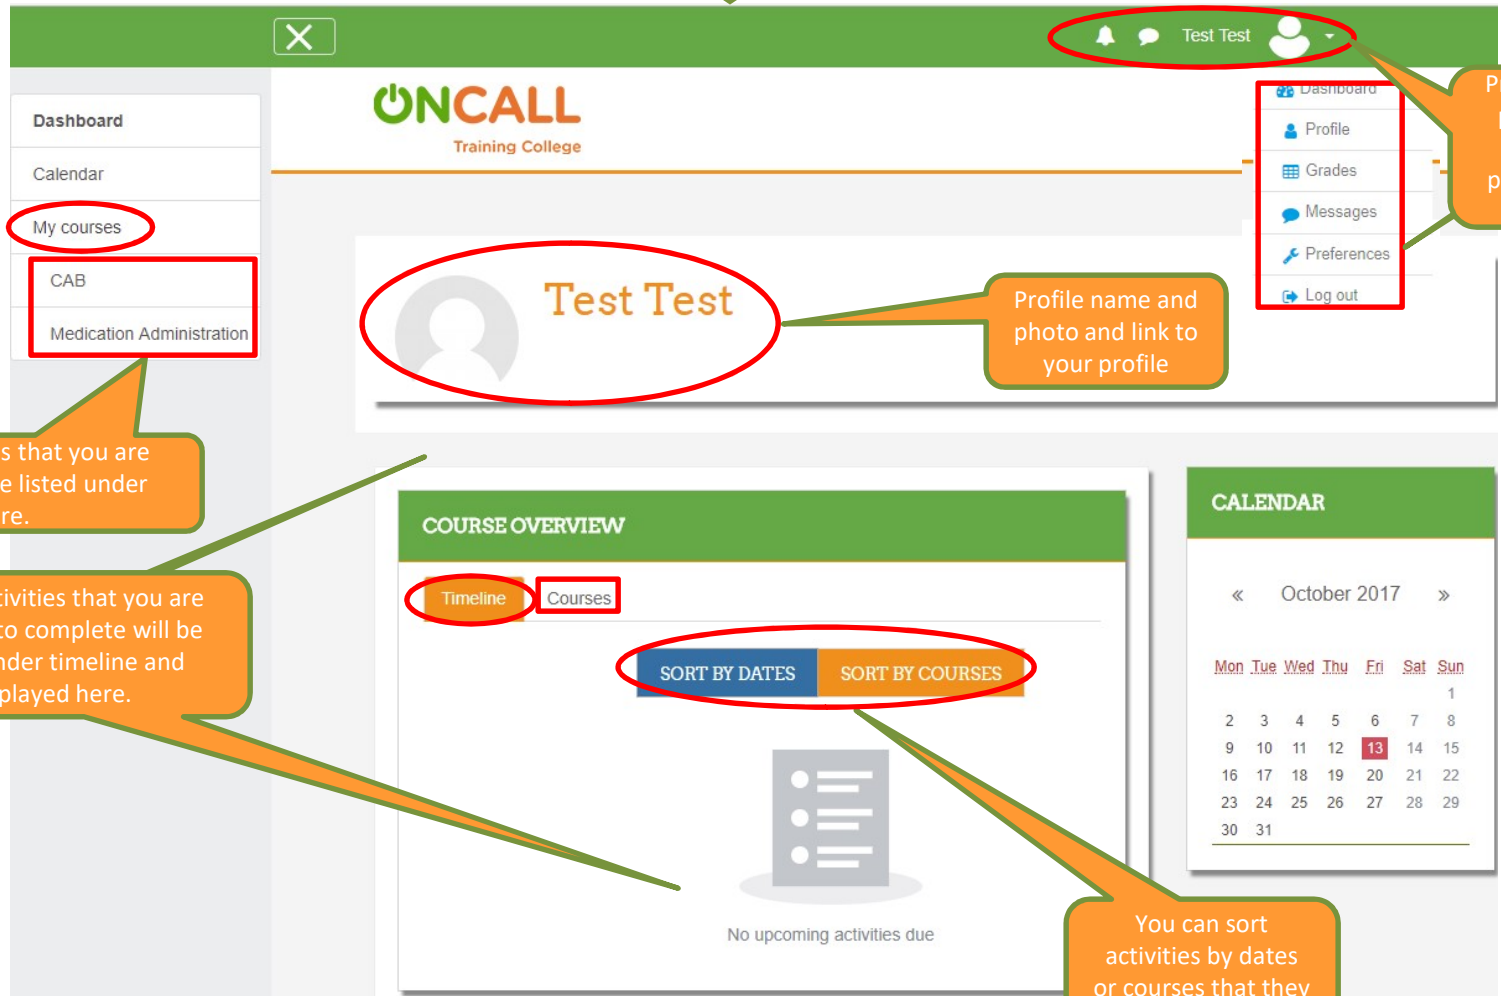 Test Test
Dashboard
Calendar
My courses
CAB
Medication Administration
ONCALL
Training College
Dashboard
Profile
Grades
Messages
Preferences
Log out
Test Test
Profile name and
photo and link to
your profile
that you are
listed under
COURSE OVERVIEW
Timeline
Courses
SORT BY DATES
SORT BY COURSES
No upcoming activities due
that you are
to complete will be
under timeline and
here.
You can sort
activities by dates
or courses that they
CALENDAR
« October 2017 »
Mon Tue Wed Thu Fri Sat Sun
1
2 3 4 5 6 7 8
9 10 11 12 13 14 15
16 17 18 19 20 21 22
23 24 25 26 27 28 29
30 31